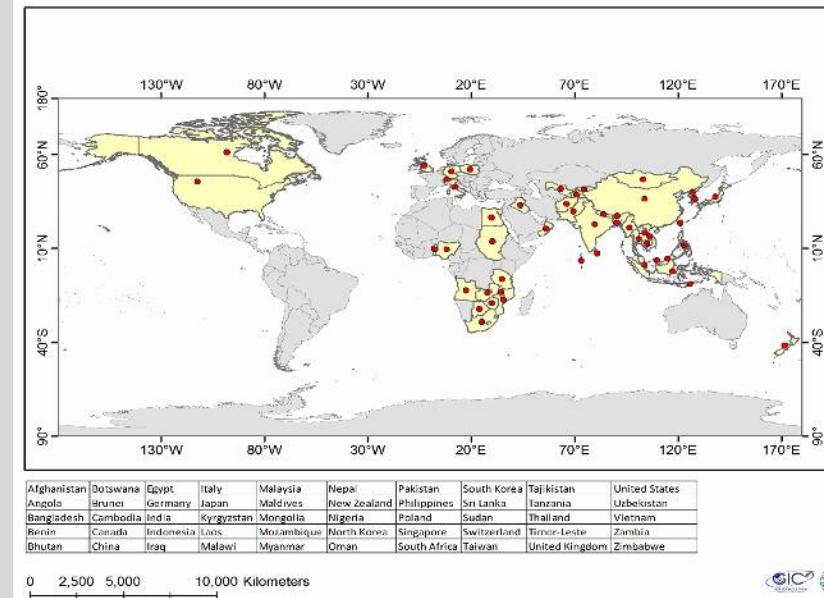 130°W 80°W 30°W 20°E 70°E 120°E 170°E
180°
60°N 60°N
10°N 10°N
40°S 40°S
90° 90°
130°W 80°W 30°W 20°E 70°E 120°E 170°E
Afghanistan Botswana Egypt Italy Malaysia Nepal Pakistan South Korea Tajikistan United States
Angola Brunei Germany Japan Maldives New Zealand Philippines Sri Lanka Tanzania Uzbekistan
Bangladesh Cambodia India Kyrgyzstan Mongolia Nigeria Poland Sudan Thailand Vietnam
Benin Canada Indonesia Laos Mozambique North Korea Singapore Switzerland Timor-Leste Zambia
Bhutan China Iraq Malawi Myanmar Oman South Africa Taiwan United Kingdom Zimbabwe
0 2,500 5,000 10,000 Kilometers
GIC